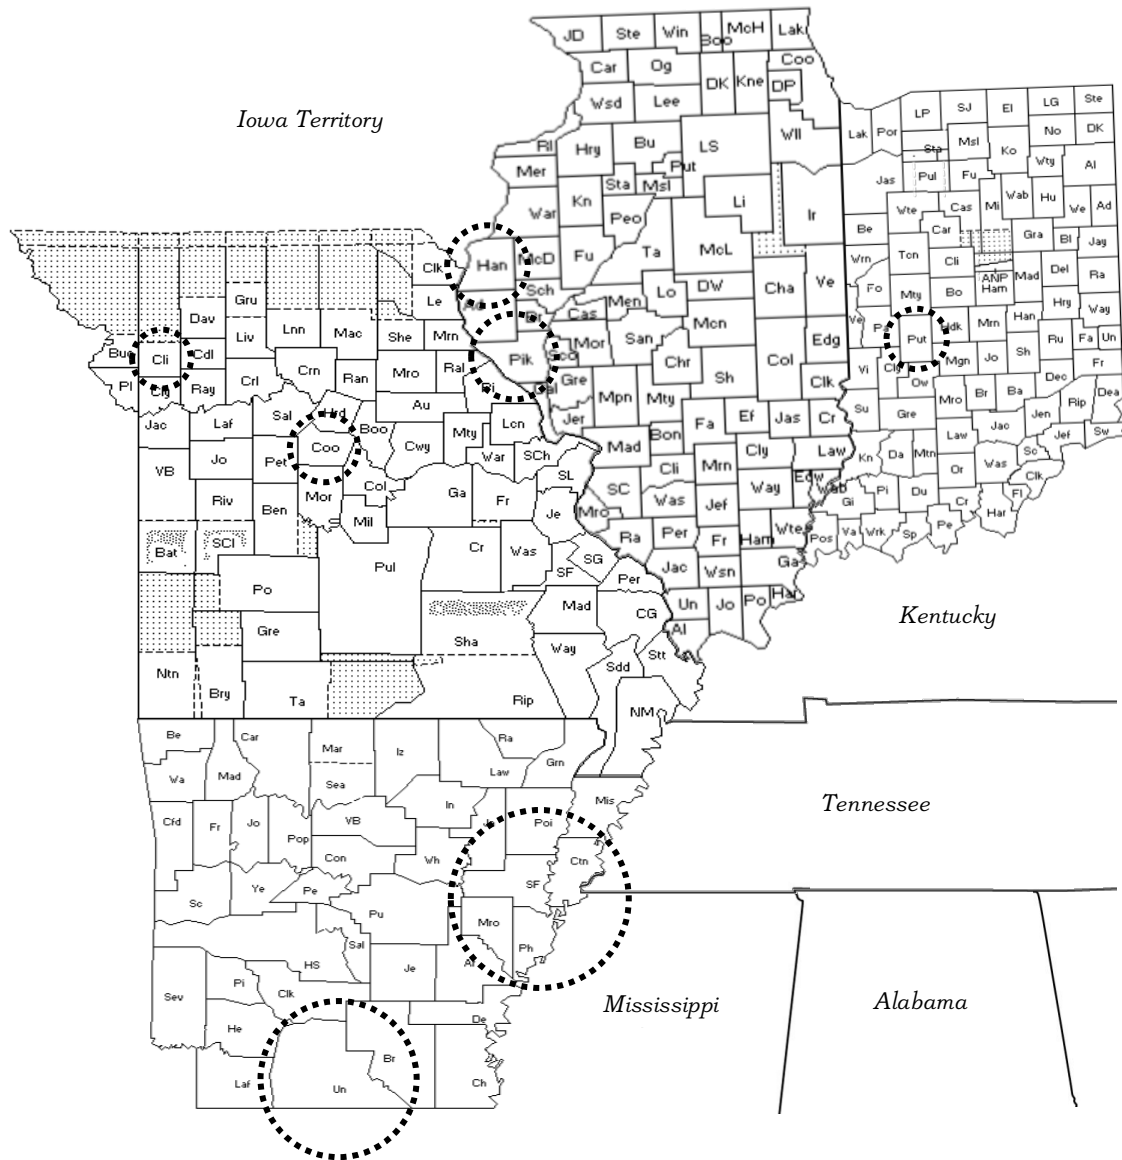 Iowa Territory
Kentucky
Tennessee
Mississippi
Alabama
JD
Ste
Win
Boo
McH
Lak
Car
Og
DK
Kne
Coo
DP
Wsd
Lee
Wll
RI
Hry
Bu
Put
LS
Mer
Kn
Sta
Msl
Li
Ir
War
Peo
Han
McD
Fu
Ta
McL
Ad
Sch
Men
Lo
DW
Cha
Ve
Br
Cas
Mcn
Pik
Sco
Mor
San
Chr
Sh
Col
Edg
Gre
Mpn
Mty
Clk
Jer
Fa
Ef
Jas
Cr
Mad
Bon
Cly
Law
Cli
Mrn
Way
Edw
Wab
SC
Was
Jef
Mro
Wte
Ra
Per
Fr
Ham
Jac
Wsn
Ga
Un
Jo
Po
Har
Al
LP
SJ
El
LG
Ste
Lak
Por
Sta
Msl
No
DK
Ko
Wty
Al
Jas
Pul
Fu
Wte
Cas
Mi
Wab
Hu
We
Ad
Be
Car
Gra
Bl
Jay
Wrn
Tcn
Cli
Fo
ANP
Ham
Mad
Del
Ra
Mty
Bo
Han
Hry
Way
Ve
Pa
Put
Hdk
Mrn
Sh
Ru
Fa
Un
Vi
Cly
Ow
Mgn
Jo
Fr
Mro
Br
Ba
Dec
Su
Gre
Jac
Jen
Rip
Dea
Kn
Da
Mtn
Law
Sc
Jef
Sw
Or
Was
Clk
Gi
Pi
Du
Cr
Har
Fl
Pos
Va
Wrk
Sp
Pe
Clk
Gru
Dav
Le
Liv
Lnn
Mac
She
Mrn
Buc
Cli
Cdl
Pl
Cly
Ray
Crl
Crn
Ran
Mro
Ral
Pi
Jac
Laf
Sal
Hrd
Boo
Au
Coo
Cwy
Mty
Lcn
War
SCh
VB
Jo
Pet
Col
SL
Riv
Ben
Mor
Mil
Ga
Fr
Je
Bat
SCl
Pul
Cr
Was
SG
SF
Per
Po
Mad
CG
Gre
Sha
Way
Stt
Sdd
Ntn
Bry
Ta
Rip
NM
Be
Car
Mar
Iz
Ra
Wa
Mad
Sea
Law
Grn
Cfd
Fr
Jo
Pop
VB
In
J
Poi
Mis
Con
Wh
Ctn
Sc
Ye
Pe
Pu
SF
Sal
Mro
Ph
HS
Je
Ar
Sev
Pi
Clk
De
He
Br
Laf
Un
Ch